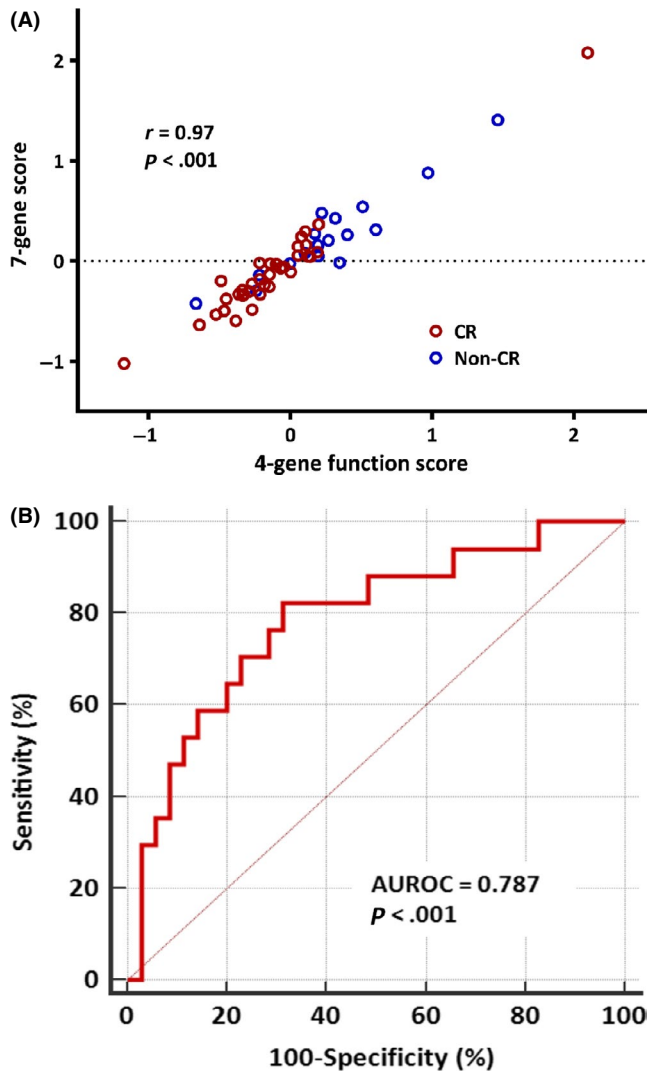 (A)
2
1
0
−1
7-gene score
r = 0.97
P < .001
CR
Non-CR
−1 0 1 2
4-gene function score
(B)
100
80
60
40
20
0
Sensitivity (%)
AUROC = 0.787
P < .001
0 20 40 60 80 100
100-Specificity (%)